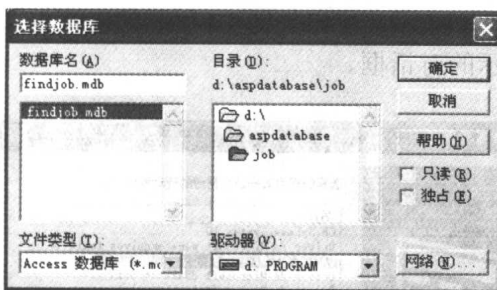 选择数据库
数据库名(A)
findjob.mdb
findjob.mdb
文件类型(T):
Access 数据库 (*.mc
目录(D):
d:\aspdatabase\job
d:\
aspdatabase
job
驱动器(V):
d: PROGRAM
确定
取消
帮助(H)
只读(R)
独占(E)
网络(N)...